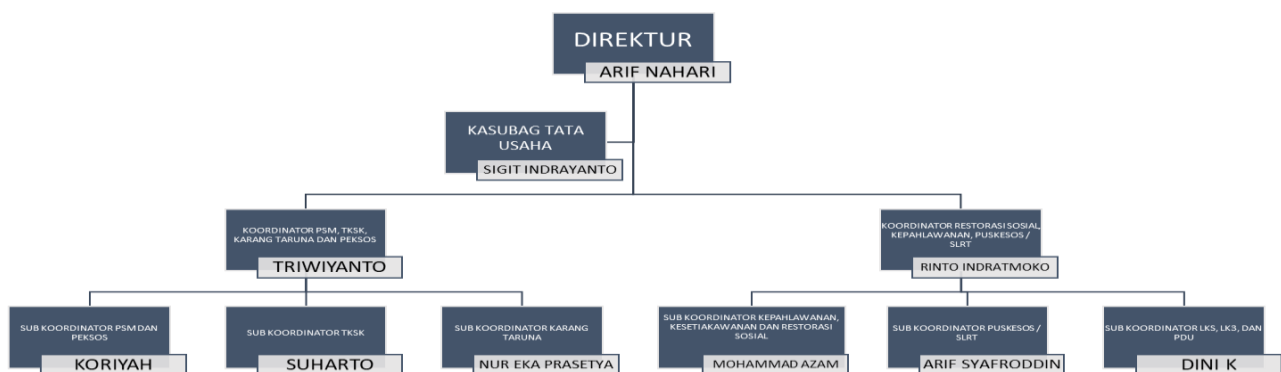 DIREKTUR
ARIF NAHARI
KASUBAG TATA
USAHA
SIGIT INDRAYANTO
KOORDINATOR PSM, TKSK,
KARANG TARUNA DAN PEKSOS
TRIWIYANTO
KOORDINATOR RESTORASI SOSIAL,
KEPAHLAWANAN, PUSKESOS /
SLRT
RINTO INDRATMOKO
SUB KOORDINATOR PSM DAN
PEKSOS
KORIYAH
SUB KOORDINATOR TKSK
SUHARTO
SUB KOORDINATOR KARANG
TARUNA
NUR EKA PRASETYA
SUB KOORDINATOR KEPAHLAWANAN,
KESETIAKAWANAN DAN RESTORASI
SOSIAL
MOHAMMAD AZAM
SUB KOORDINATOR PUSKESOS /
SLRT
ARIF SYAFRODDIN
SUB KOORDINATOR LKS, LK3, DAN
PDU
DINI K